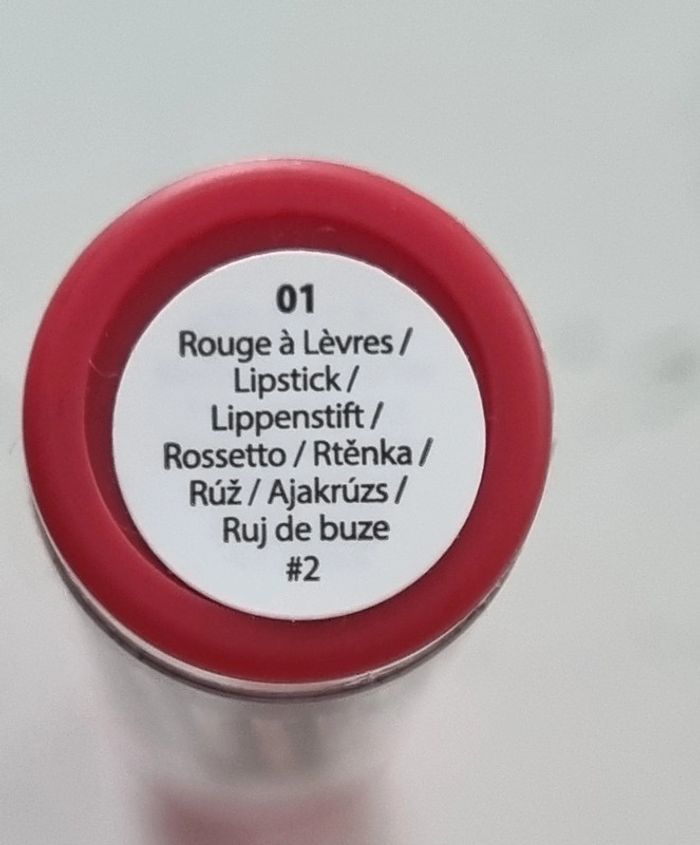 01
Rouge à Lèvres /
Lipstick /
Lippenstift /
Rossetto / Rtěnka /
Rúž / Ajakrúzs /
Ruj de buze
#2